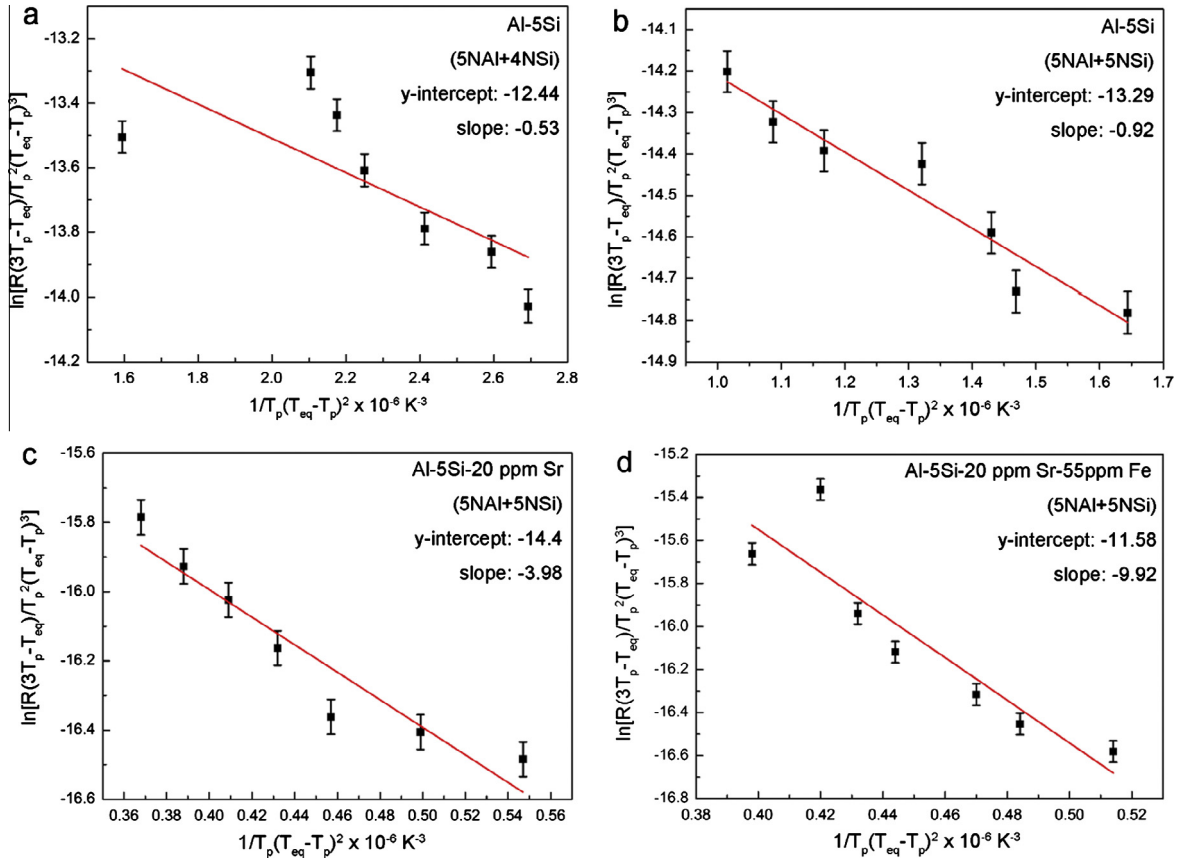 a
Al-5Si
(5NAl+4NSi)
y-intercept: -12.44
slope: -0.53
ln[R(3Tp-Teq)/Tp²(Teq-Tp)³]
-13.2
-13.4
-13.6
-13.8
-14.0
-14.2
1.6
1.8
2.0
2.2
2.4
2.6
2.8
1/Tp(Teq-Tp)² x 10⁻⁶ K⁻³
b
Al-5Si
(5NAl+5NSi)
y-intercept: -13.29
slope: -0.92
ln[R(3Tp-Teq)/Tp²(Teq-Tp)³]
-14.1
-14.2
-14.3
-14.4
-14.5
-14.6
-14.7
-14.8
-14.9
1.0
1.1
1.2
1.3
1.4
1.5
1.6
1.7
1/Tp(Teq-Tp)² x 10⁻⁶ K⁻³
c
Al-5Si-20 ppm Sr
(5NAl+5NSi)
y-intercept: -14.4
slope: -3.98
ln[R(3Tp-Teq)/Tp²(Teq-Tp)³]
-15.6
-15.8
-16.0
-16.2
-16.4
-16.6
0.36
0.38
0.40
0.42
0.44
0.46
0.48
0.50
0.52
0.54
0.56
1/Tp(Teq-Tp)² x 10⁻⁶ K⁻³
d
Al-5Si-20 ppm Sr-55ppm Fe
(5NAl+5NSi)
y-intercept: -11.58
slope: -9.92
ln[R(3Tp-Teq)/Tp²(Teq-Tp)³]
-15.2
-15.4
-15.6
-15.8
-16.0
-16.2
-16.4
-16.6
-16.8
0.38
0.40
0.42
0.44
0.46
0.48
0.50
0.52
1/Tp(Teq-Tp)² x 10⁻⁶ K⁻³